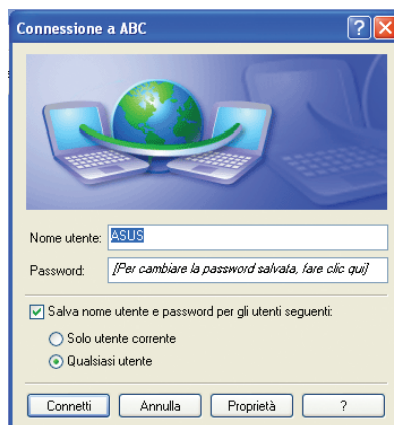 Connessione a ABC
Nome utente: ASUS
Password: [Per cambiare la password salvata, fare clic qui]
Salva nome utente e password per gli utenti seguenti:
Solo utente corrente
Qualsiasi utente
Connetti Annulla Proprietà ?